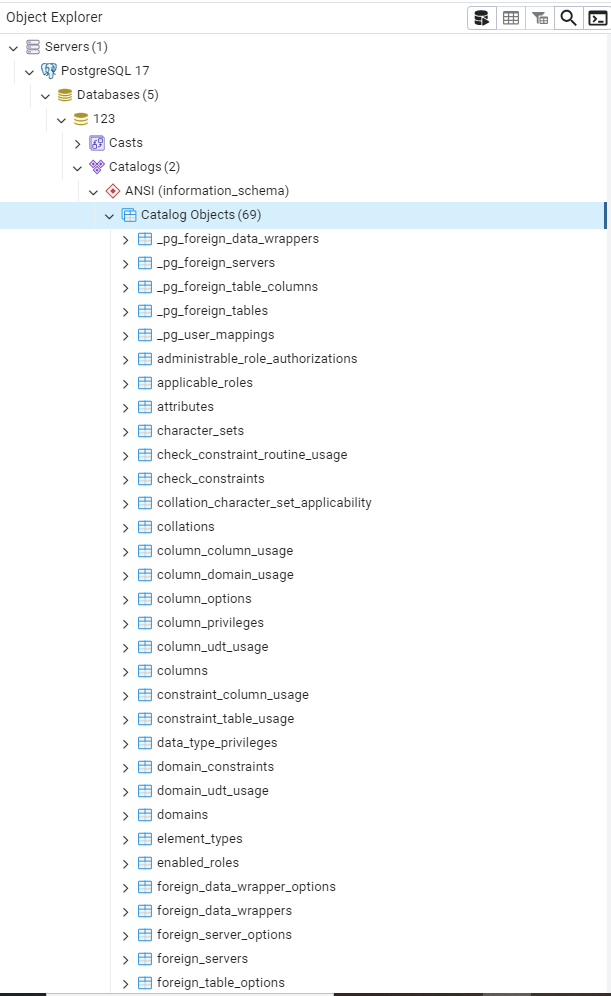 Object Explorer
Servers (1)
PostgreSQL 17
Databases (5)
123
Casts
Catalogs (2)
ANSI (information_schema)
Catalog Objects (69)
_pg_foreign_data_wrappers
_pg_foreign_servers
_pg_foreign_table_columns
_pg_foreign_tables
_pg_user_mappings
administrable_role_authorizations
applicable_roles
attributes
character_sets
check_constraint_routine_usage
check_constraints
collation_character_set_applicability
collations
column_column_usage
column_domain_usage
column_options
column_privileges
column_udt_usage
columns
constraint_column_usage
constraint_table_usage
data_type_privileges
domain_constraints
domain_udt_usage
domains
element_types
enabled_roles
foreign_data_wrapper_options
foreign_data_wrappers
foreign_server_options
foreign_servers
foreign_table_options